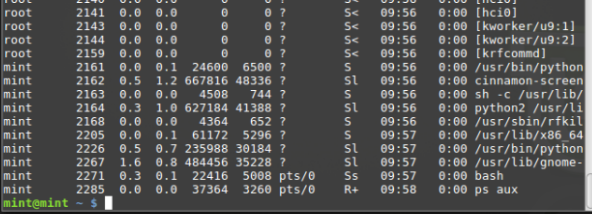 root 2140 0.0 0.0 0 0 ? S< 09:56 0:00 [hci0]
root 2141 0.0 0.0 0 0 ? S< 09:56 0:00 [hci0]
root 2143 0.0 0.0 0 0 ? S< 09:56 0:00 [kworker/u9:1]
root 2144 0.0 0.0 0 0 ? S< 09:56 0:00 [kworker/u9:2]
root 2159 0.0 0.0 0 0 ? S< 09:56 0:00 [krfcommd]
mint 2161 0.0 0.1 24600 6500 ? S 09:56 0:00 /usr/bin/python
mint 2162 0.5 1.2 667816 48336 ? Sl 09:56 0:00 cinnamon-screen
mint 2163 0.0 0.0 4508 744 ? S 09:56 0:00 sh -c /usr/lib/
mint 2164 0.3 1.0 627184 41388 ? Sl 09:56 0:00 python2 /usr/li
mint 2168 0.0 0.0 4364 652 ? S 09:56 0:00 /usr/sbin/rfkil
mint 2205 0.0 0.1 61172 5296 ? S 09:57 0:00 /usr/lib/x86_64
mint 2226 0.5 0.7 235988 30184 ? Sl 09:57 0:00 /usr/bin/python
mint 2267 1.6 0.8 484456 35228 ? Sl 09:57 0:00 /usr/lib/gnome-
mint 2271 0.3 0.1 22416 5008 pts/0 Ss 09:57 0:00 bash
mint 2285 0.0 0.0 37364 3260 pts/0 R+ 09:58 0:00 ps aux
mint@mint ~ $